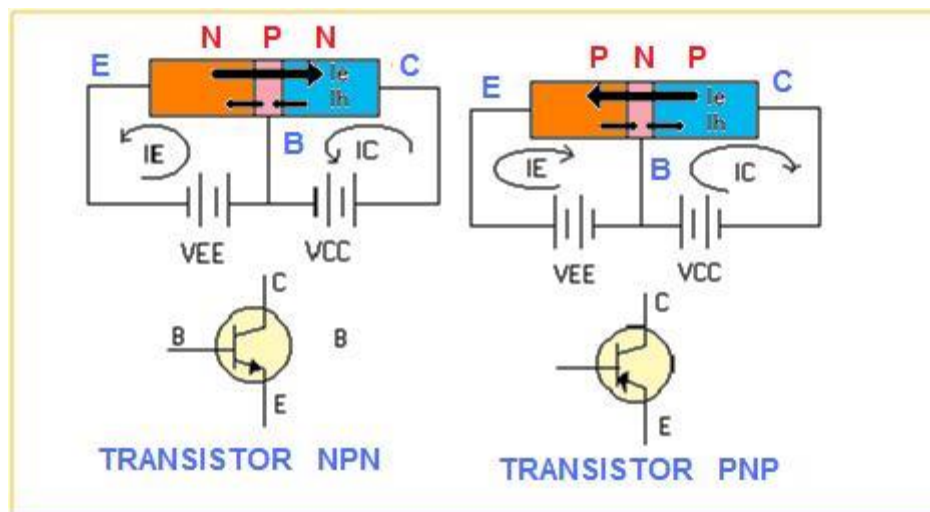 N P N
E
C
Ie
Ih
B
IE
IC
VEE
VCC
C
B
B
E
TRANSISTOR NPN
P N P
E
C
Ie
Ih
B
IE
IC
VEE
VCC
C
E
TRANSISTOR PNP